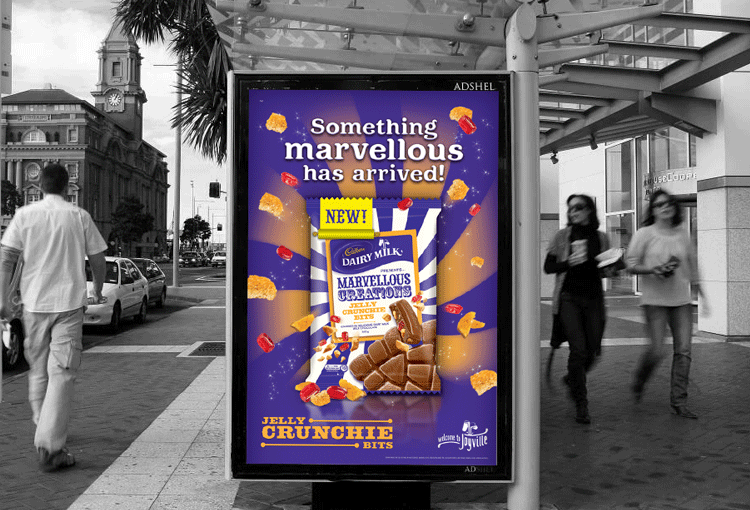 ADSHEL
Something
marvellous
has arrived!
NEW!
Cadbury
DAIRY MILK
PRESENTS...
MARVELLOUS
CREATIONS
JELLY
CRUNCHIE
BITS
JELLY
CRUNCHIE
BITS
welcome to
Joyville
ADSHEL